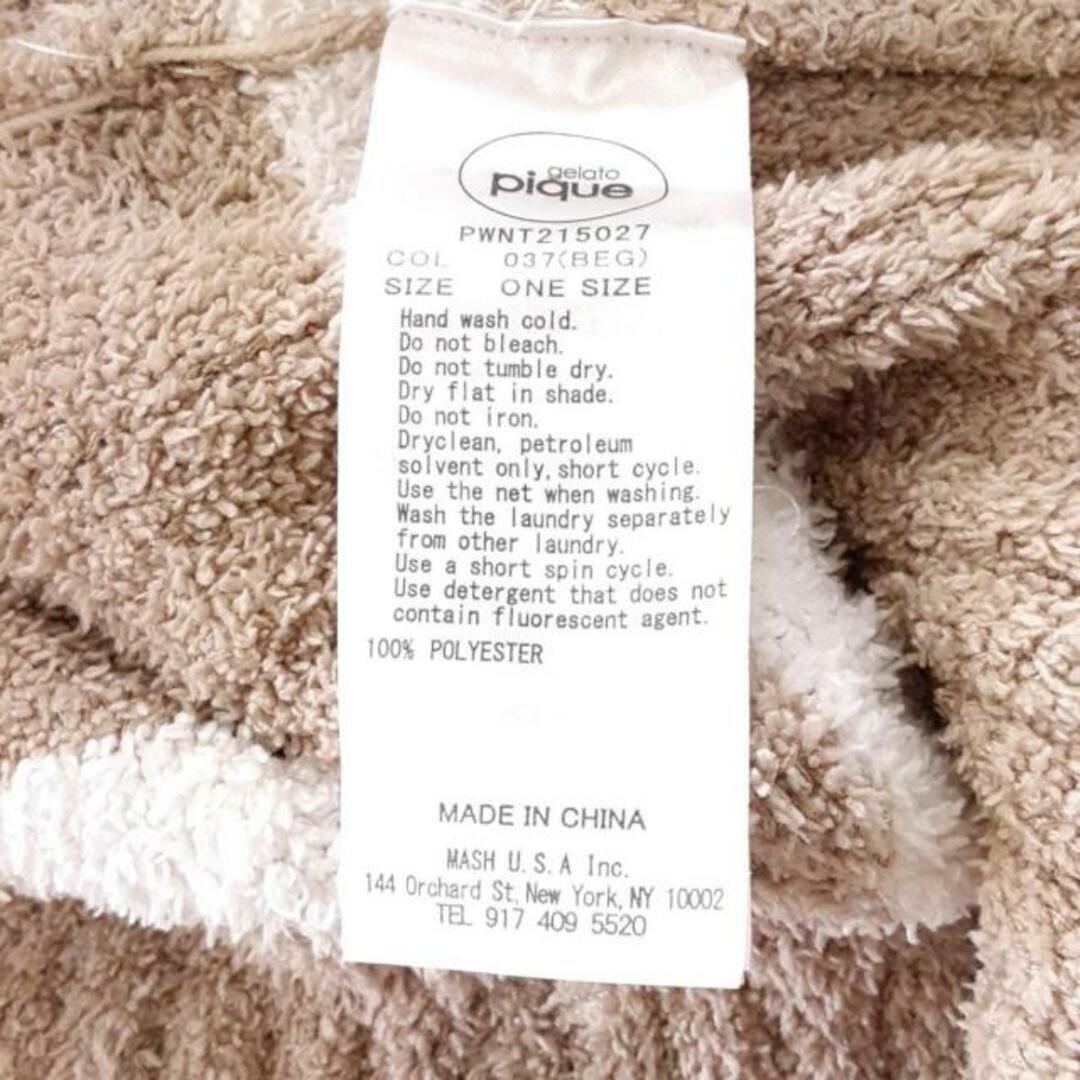 gelato
pique
PWNT215027
COL 037(BEG)
SIZE ONE SIZE
Hand wash cold.
Do not bleach.
Do not tumble dry.
Dry flat in shade.
Do not iron.
Dryclean, petroleum
solvent only, short cycle.
Use the net when washing.
Wash the laundry separately
from other laundry.
Use a short spin cycle.
Use detergent that does not
contain fluorescent agent.
100% POLYESTER
MADE IN CHINA
MASH U.S.A Inc.
144 Orchard St, New York, NY 10002
TEL 917 409 5520